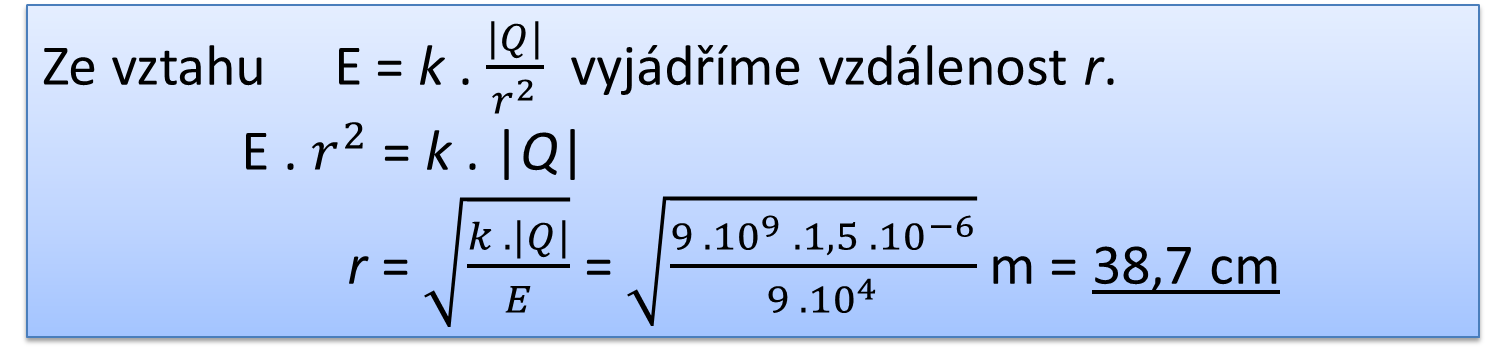 Ze vztahu E = k . |Q|/r² vyjádříme vzdálenost r.
E . r² = k . |Q|
r = √(k .|Q|/E) = √(9 .10⁹ .1,5 .10⁻⁶/9 .10⁴) m = 38,7 cm